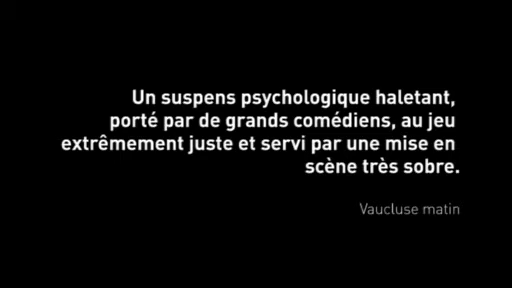 Un suspens psychologique haletant,
porté par de grands comédiens, au jeu
extrêmement juste et servi par une mise en
scène très sobre.
Vaucluse matin